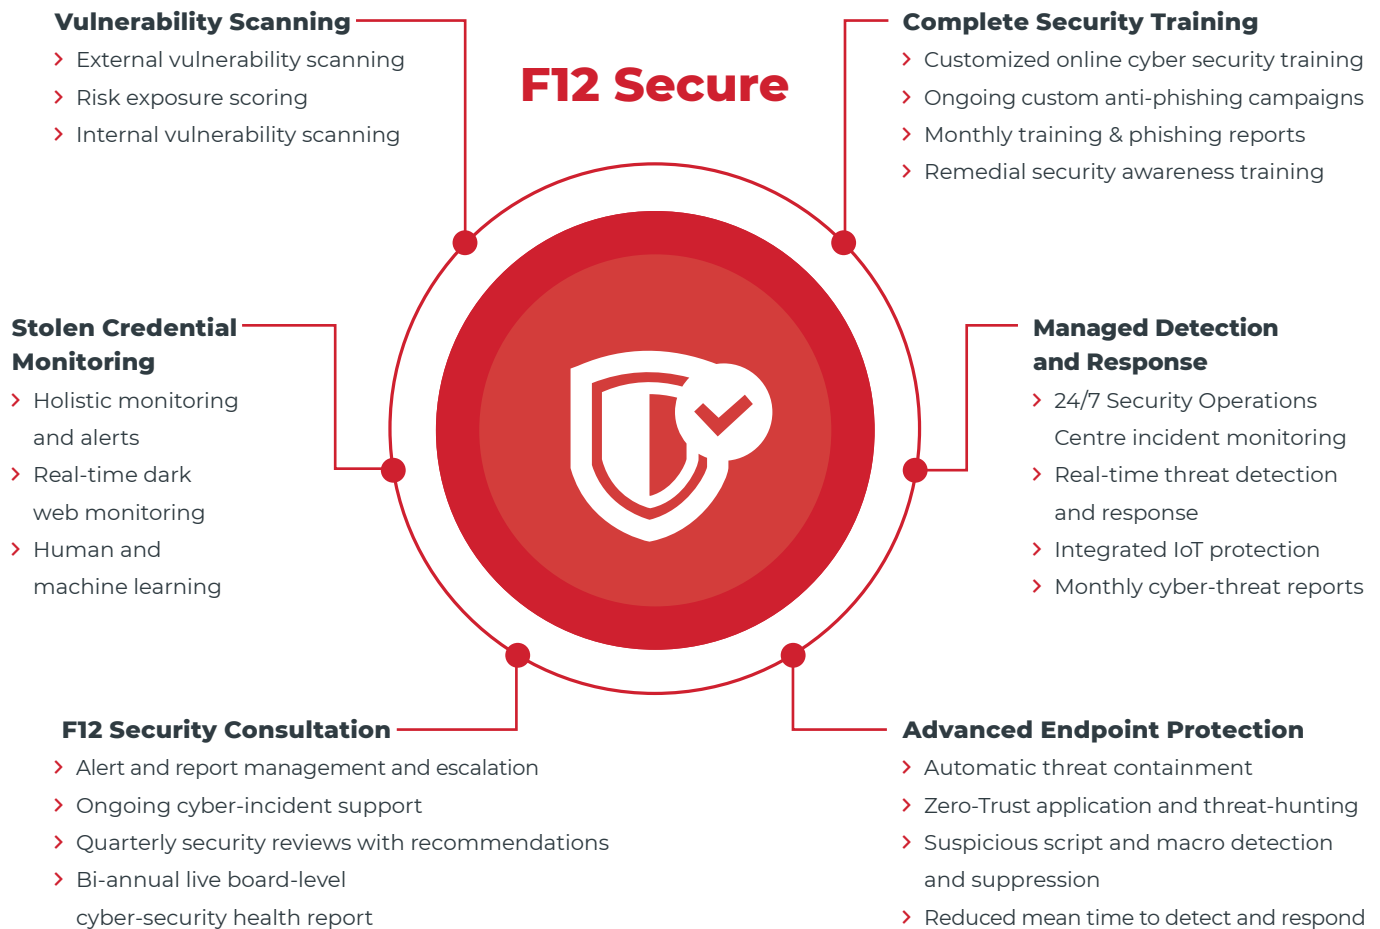 F12 Secure
Vulnerability Scanning
External vulnerability scanning
Risk exposure scoring
Internal vulnerability scanning
Complete Security Training
Customized online cyber security training
Ongoing custom anti-phishing campaigns
Monthly training & phishing reports
Remedial security awareness training
Stolen Credential
Monitoring
Holistic monitoring
and alerts
Real-time dark
web monitoring
Human and
machine learning
Managed Detection
and Response
24/7 Security Operations
Centre incident monitoring
Real-time threat detection
and response
Integrated IoT protection
Monthly cyber-threat reports
F12 Security Consultation
Alert and report management and escalation
Ongoing cyber-incident support
Quarterly security reviews with recommendations
Bi-annual live board-level
cyber-security health report
Advanced Endpoint Protection
Automatic threat containment
Zero-Trust application and threat-hunting
Suspicious script and macro detection
and suppression
Reduced mean time to detect and respond